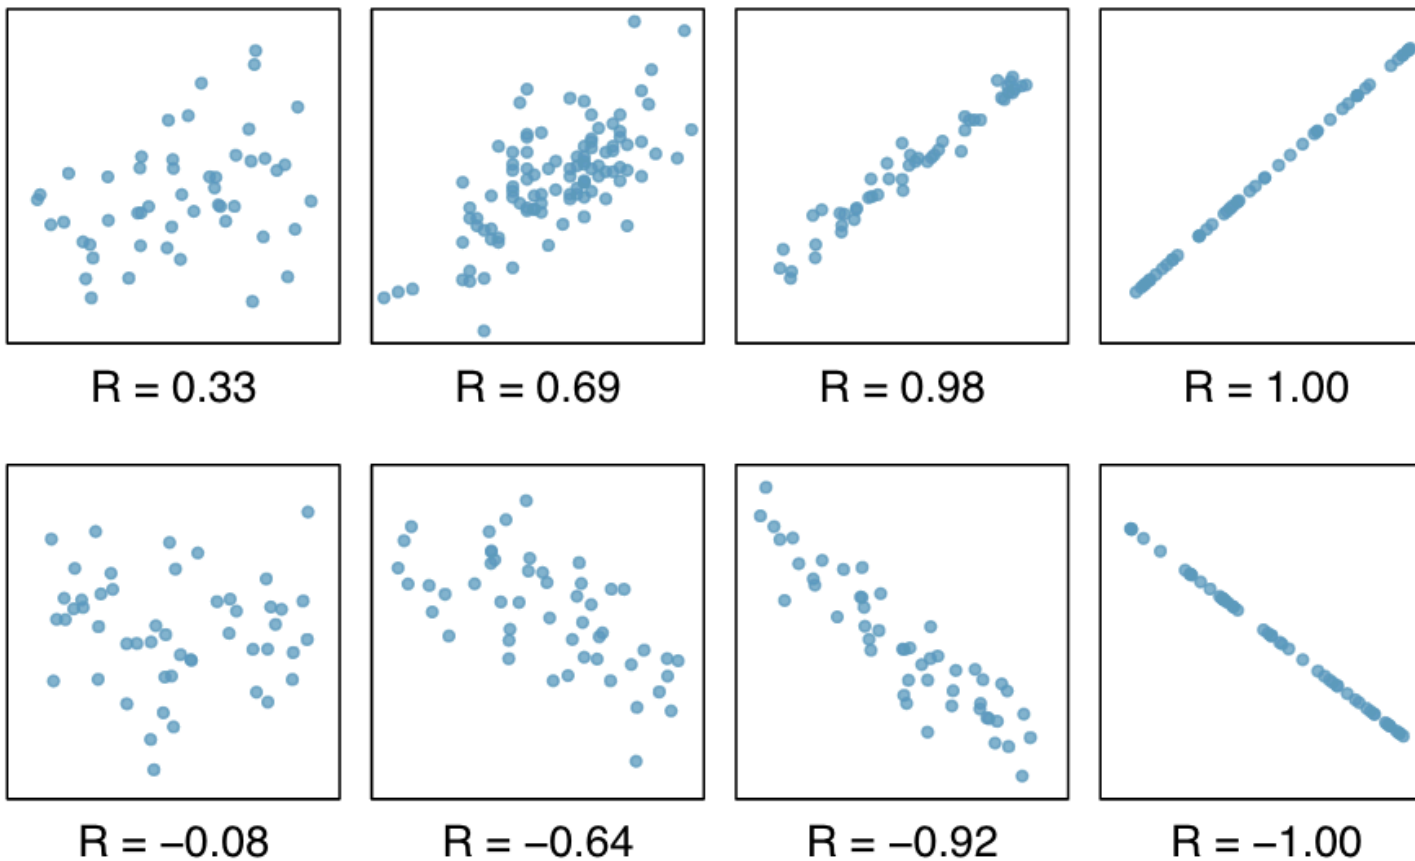 R = 0.33 R = 0.69 R = 0.98 R = 1.00
R = −0.08 R = −0.64 R = −0.92 R = −1.00